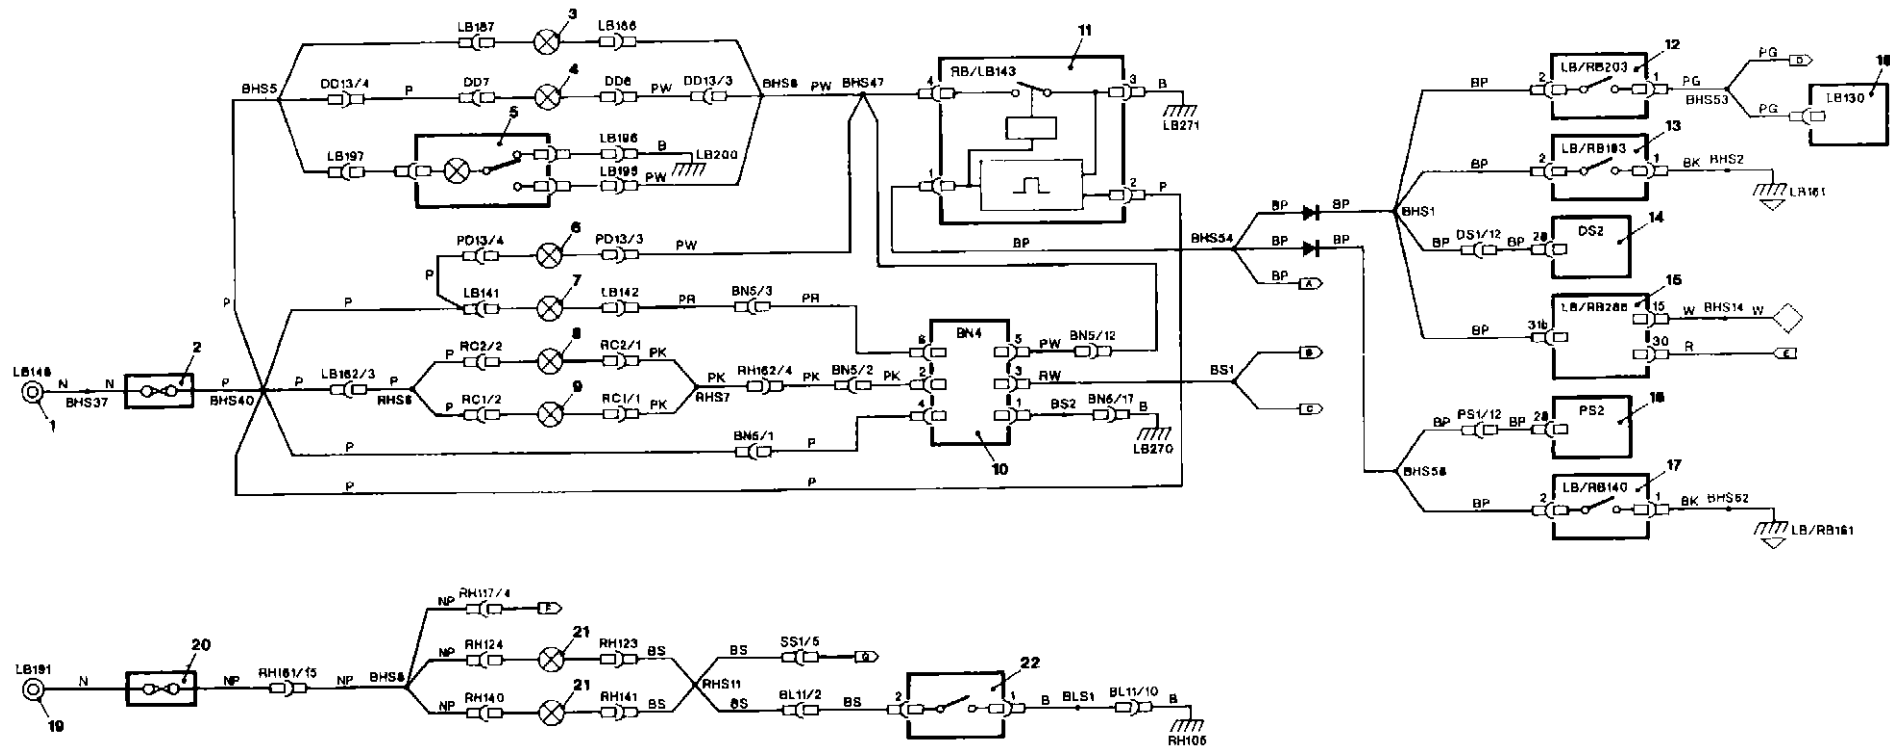 LB187 3 LB186
11
12
RB/LB143
LB/RB203
PG D
18
BHS5 DD13/4 P DD7 4 DD6 PW DD13/3 BHS6 PW BHS47 4 3 B
BP 2 1 PG BHS53 LB130
PG
LB271
5
LB197 LB196 B LB200
LB195 PW
13
LB/RB183
BP 2 1 BK BHS2
LB161
1 2 P
BP BP BHS1
14
DS2
6
PD13/4 PD13/3 PW
BP BHS54 BP BP
BP DS1/12 BP 28
P
BP A
7
P LB141 LB142 PR BN5/3 PR
15
LB/RB286
15 W BHS14 W
P
8
BN4
RC2/2 RC2/1
6 5 PW BN5/12
BP 31b
30 R E
2
LB148 N BHS37 P BHS40 P LB162/3 P RHS6
P PK RHS7 PK RH162/4 BN5/2 PK 2 3 RW BS1 B
1
9
P RC1/2 RC1/1 PK
4 1 BS2 BN6/17 B
C
16
PS2
BP PS1/12 BP 28
P BN5/1 P
LB270
10
BHS56
17
LB/RB140
P P
BP 2 1 BK BHS62
LB/RB161
NP RH117/4 F
20
21
NP RH124 RH123 BS
BS SS1/5 G
22
LB191 N NP RH161/15 NP BHS8
RHS11
19
21
NP RH140 RH141 BS
BS BL11/2 BS 2 1 B BLS1 BL11/10 B
RH105